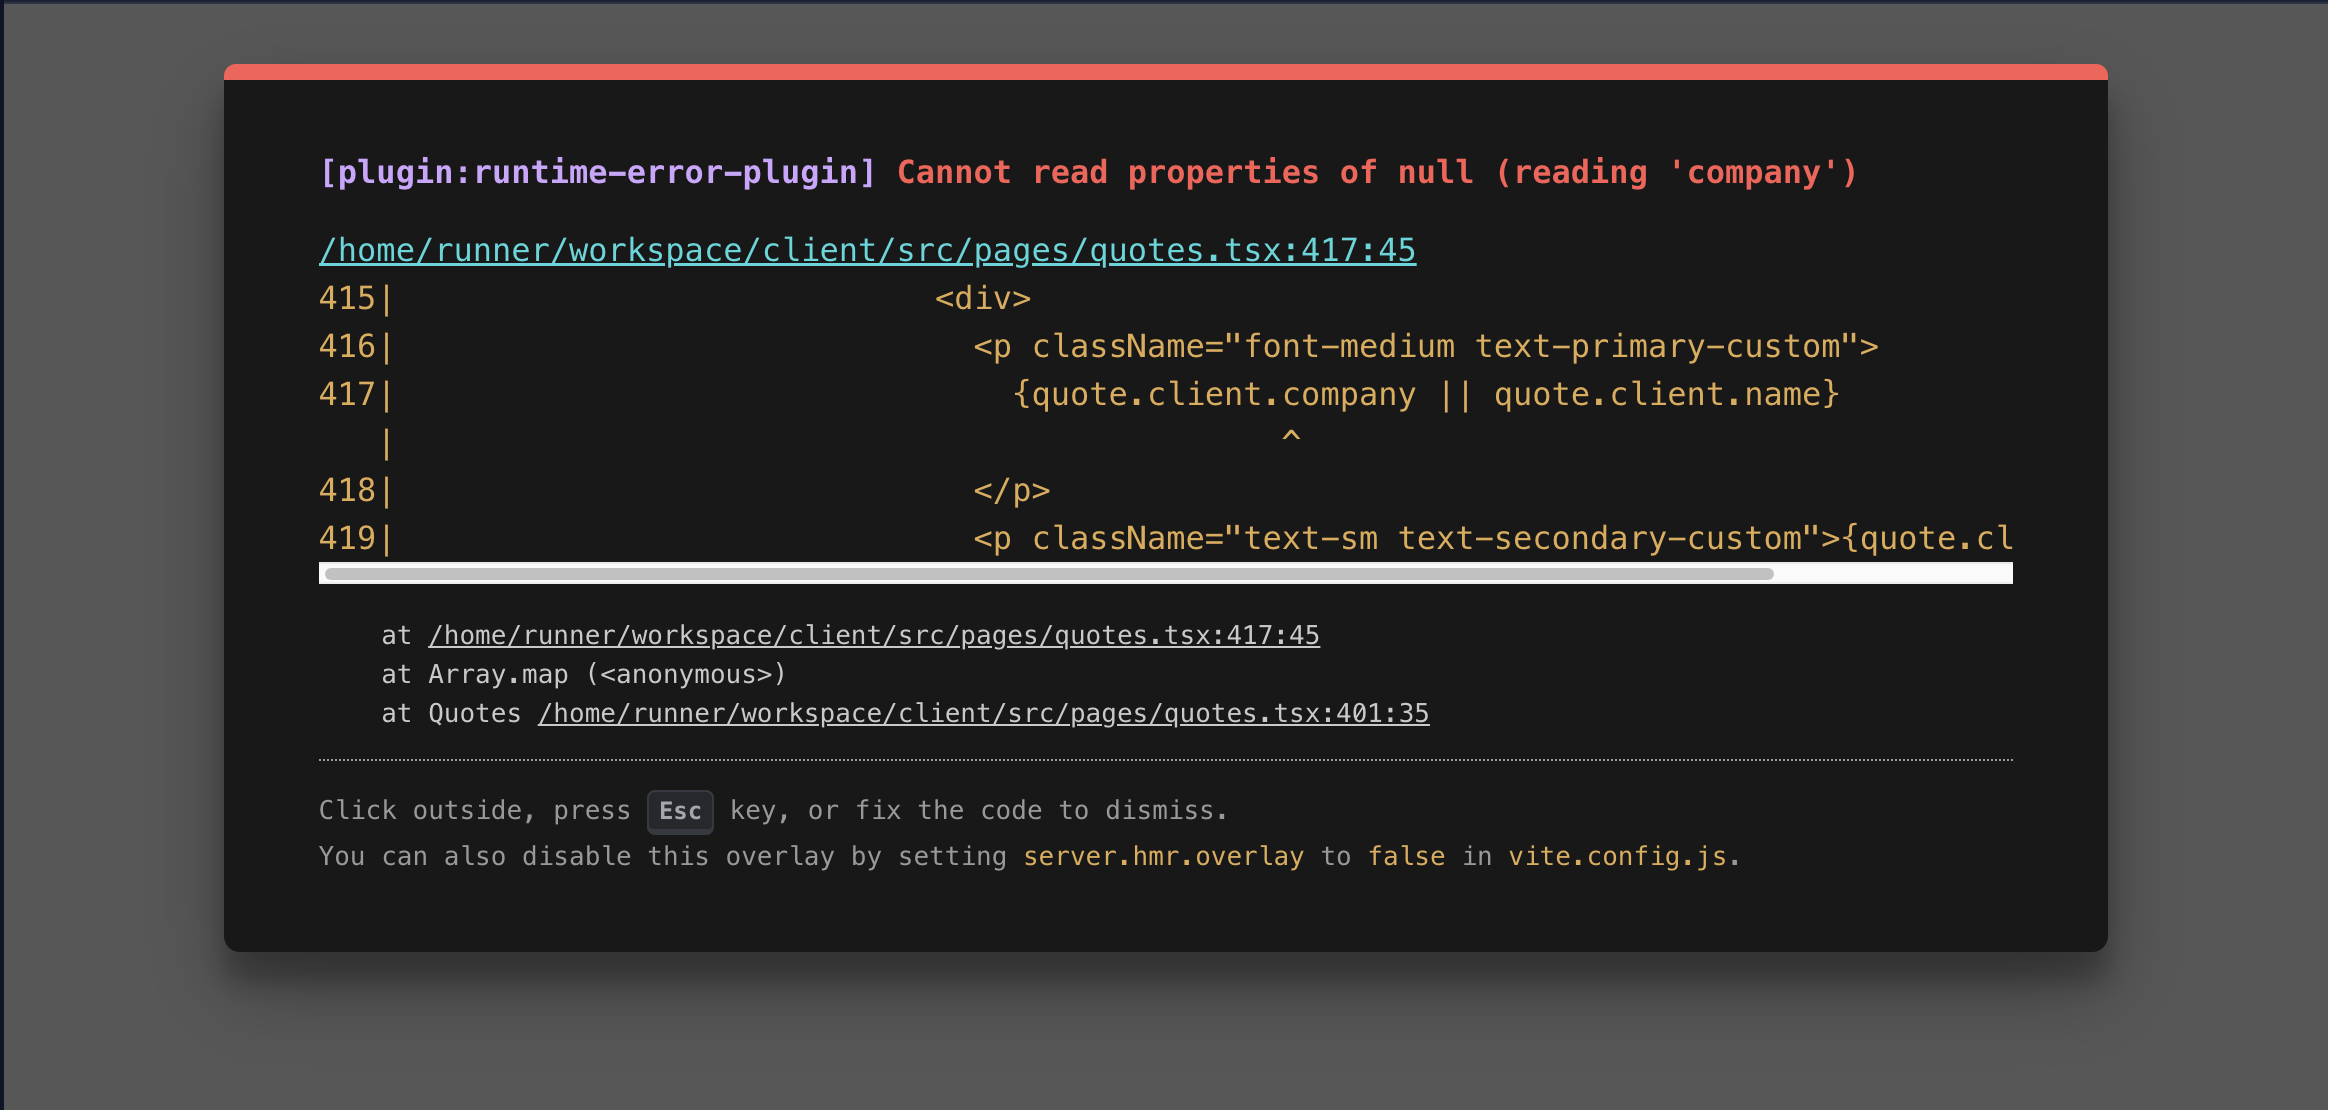 [plugin:runtime-error-plugin] Cannot read properties of null (reading 'company')
/home/runner/workspace/client/src/pages/quotes.tsx:417:45
415|                            <div>
416|                              <p className="font-medium text-primary-custom">
417|                                {quote.client.company || quote.client.name}
   |                                              ^
418|                              </p>
419|                              <p className="text-sm text-secondary-custom">{quote.cl
at /home/runner/workspace/client/src/pages/quotes.tsx:417:45
at Array.map (<anonymous>)
at Quotes /home/runner/workspace/client/src/pages/quotes.tsx:401:35
Click outside, press Esc key, or fix the code to dismiss.
You can also disable this overlay by setting server.hmr.overlay to false in vite.config.js.